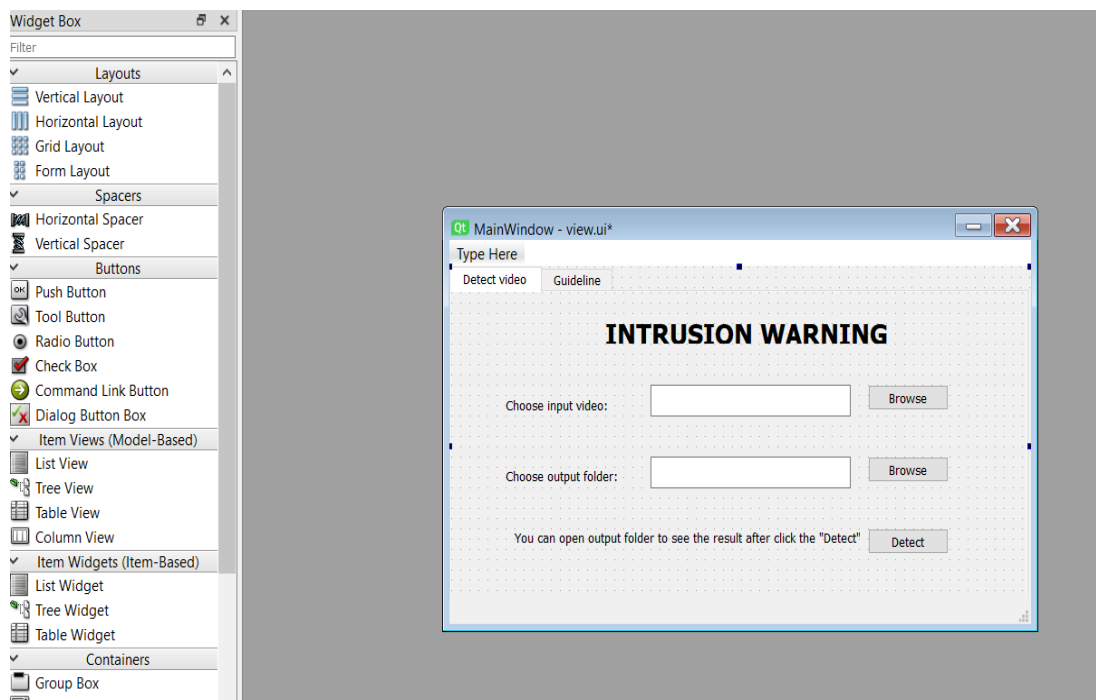 Widget Box
Filter
Layouts
Vertical Layout
Horizontal Layout
Grid Layout
Form Layout
Spacers
Horizontal Spacer
Vertical Spacer
Buttons
OK Push Button
Tool Button
Radio Button
Check Box
Command Link Button
Dialog Button Box
Item Views (Model-Based)
List View
Tree View
Table View
Column View
Item Widgets (Item-Based)
List Widget
Tree Widget
Table Widget
Containers
Group Box
Qt MainWindow - view.ui*
Type Here
Detect video Guideline
INTRUSION WARNING
Choose input video: Browse
Choose output folder: Browse
You can open output folder to see the result after click the "Detect" Detect